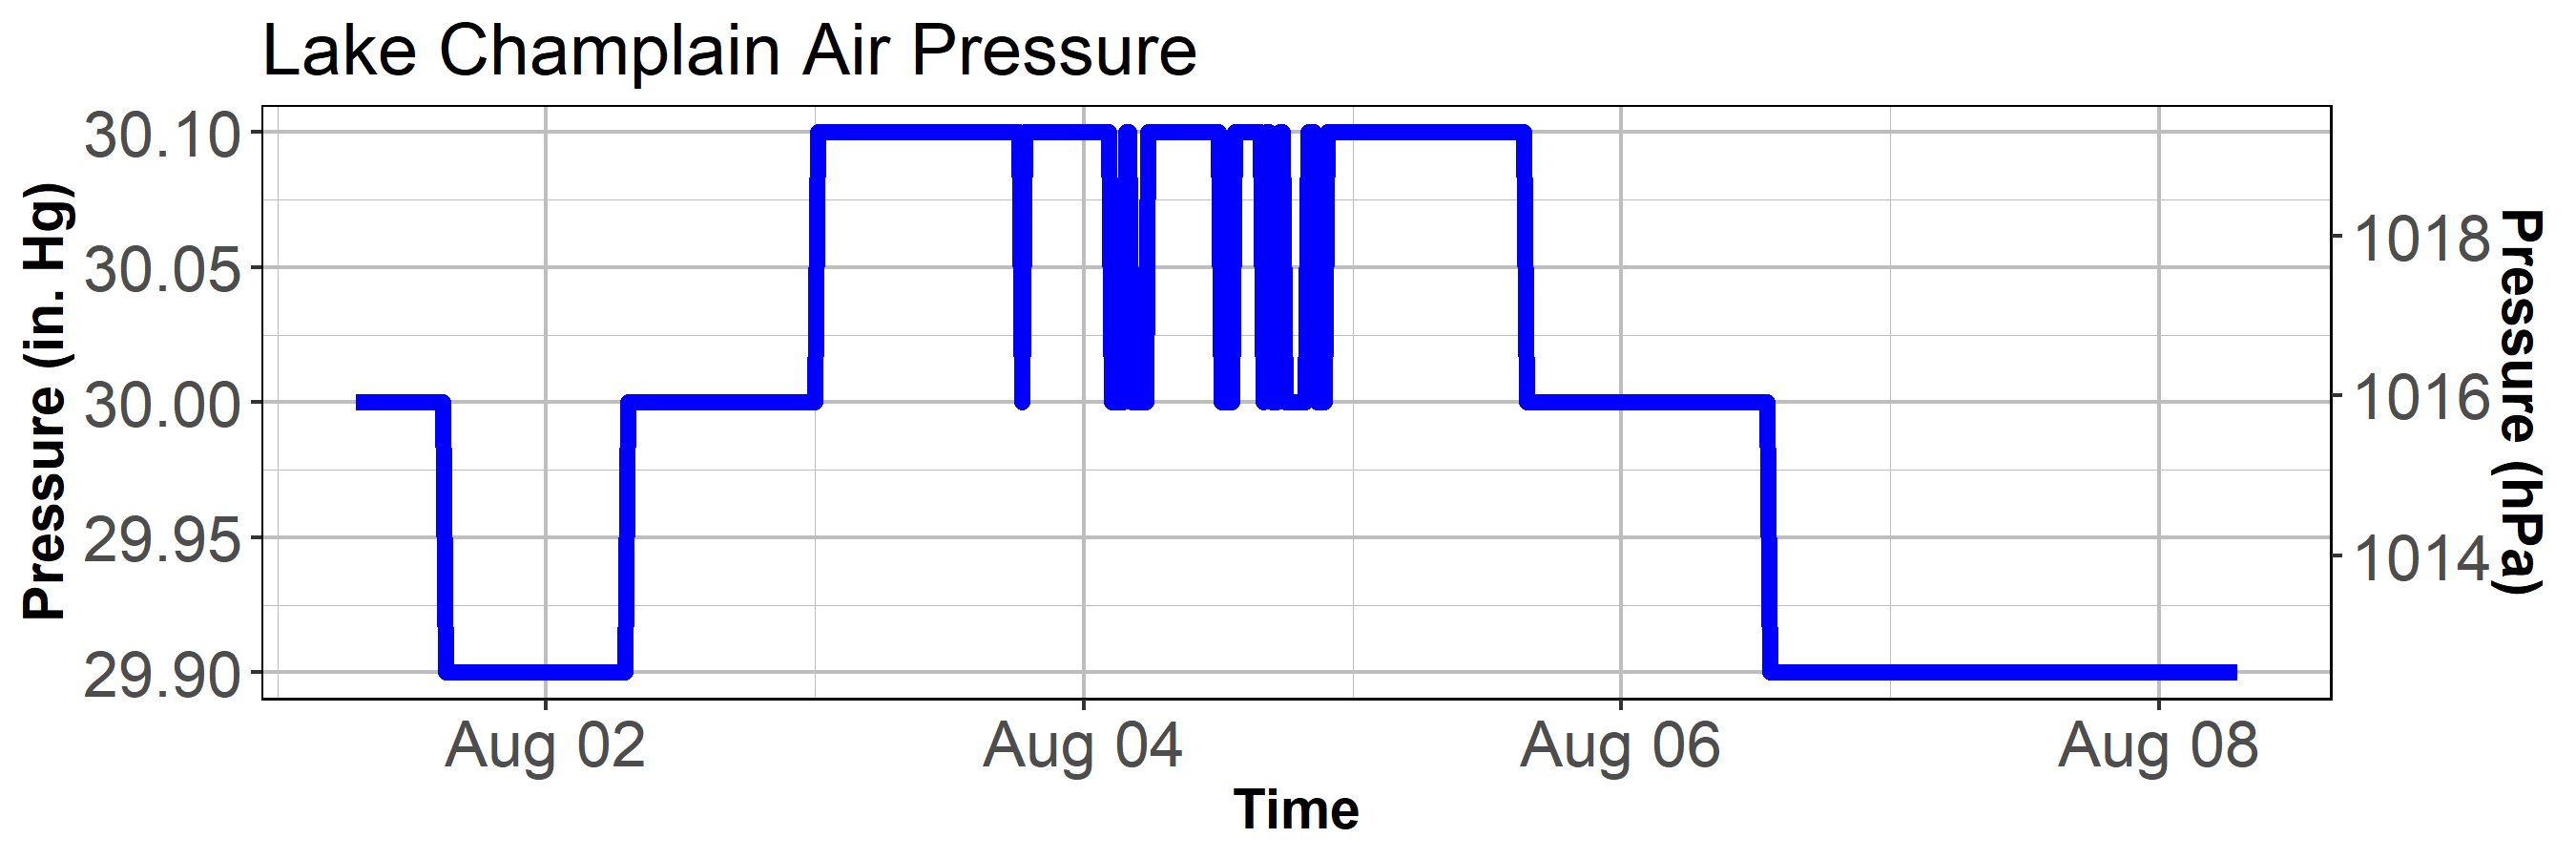 Lake Champlain Air Pressure
30.10
30.05
30.00
29.95
29.90
Pressure (in. Hg)
1018
1016
1014
Pressure (hPa)
Aug 02
Aug 04
Aug 06
Aug 08
Time